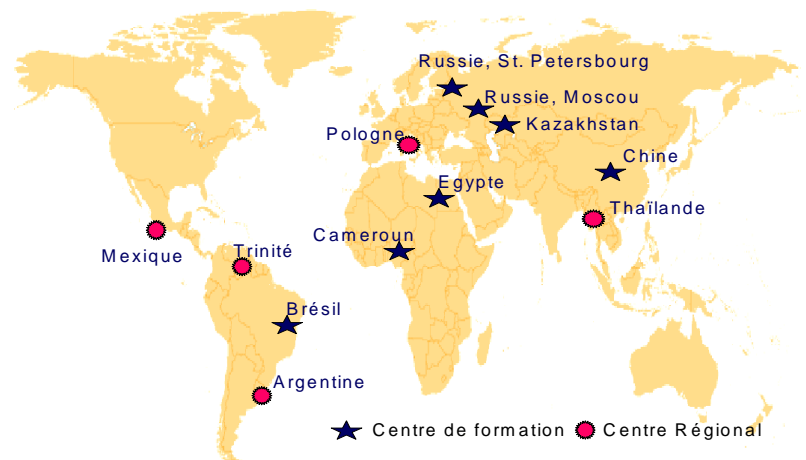 Russie, St. Petersbourg
Russie, Moscou
Pologne
Kazakhstan
Chine
Egypte
Thaïlande
Cameroun
Mexique
Trinité
Brésil
Argentine
Centre de formation
Centre Régional